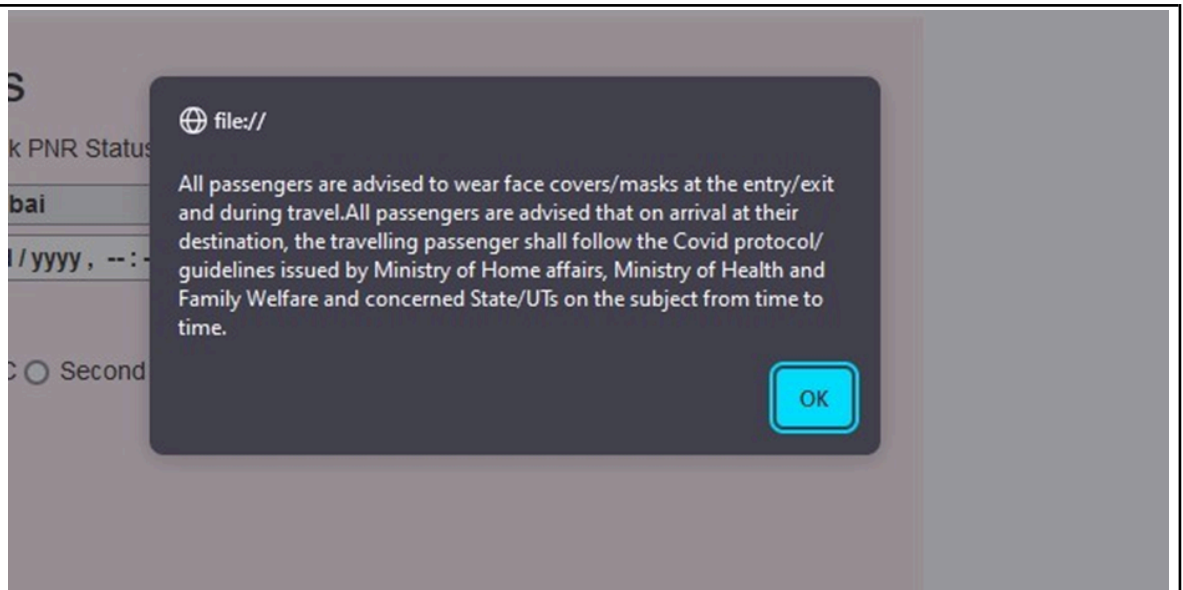 S
k PNR Status
bai
/ yyyy , -- : -
C Second
file://
All passengers are advised to wear face covers/masks at the entry/exit
and during travel.All passengers are advised that on arrival at their
destination, the travelling passenger shall follow the Covid protocol/
guidelines issued by Ministry of Home affairs, Ministry of Health and
Family Welfare and concerned State/UTs on the subject from time to
time.
OK